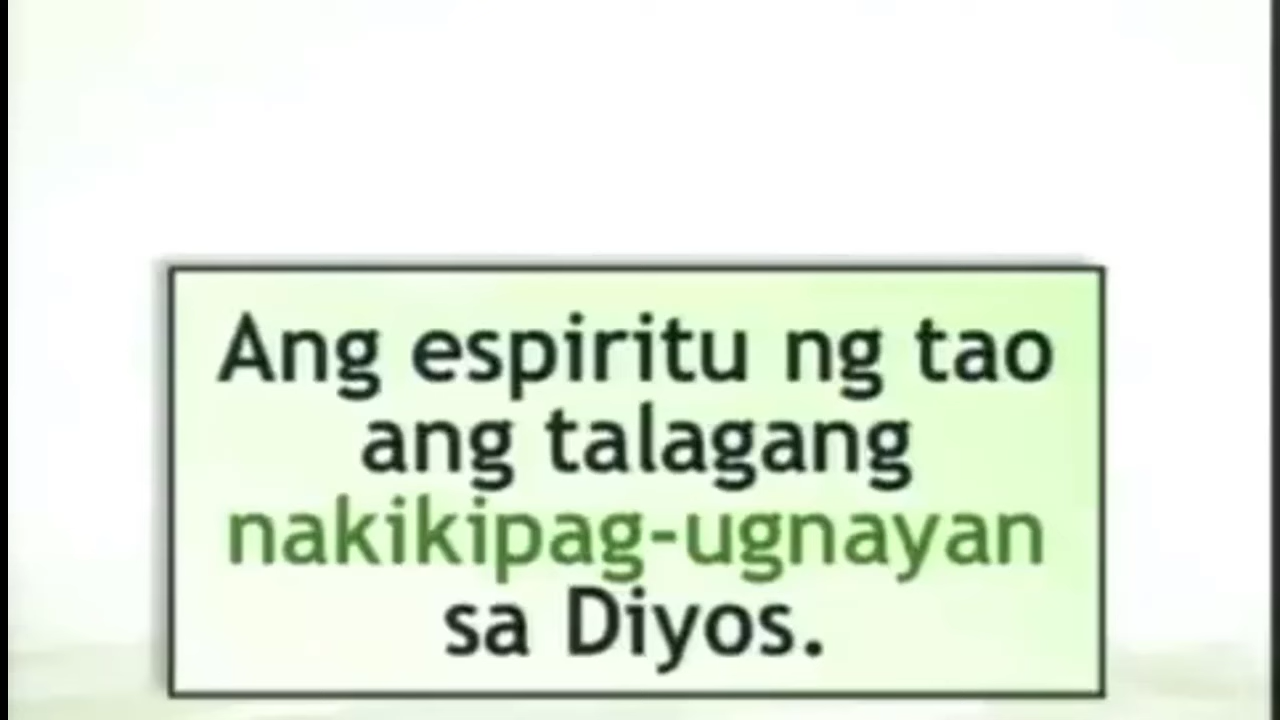 Ang espiritu ng tao
ang talagang
nakikipag-ugnayan
sa Diyos.